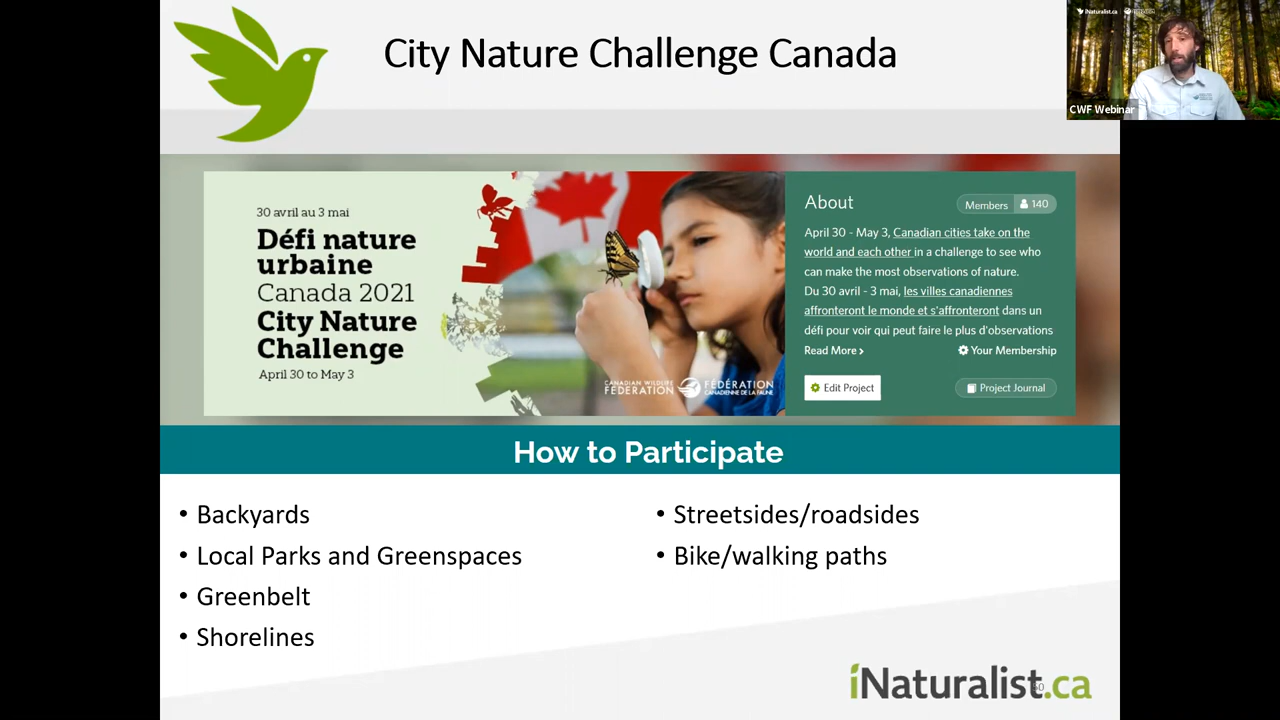 City Nature Challenge Canada
iNaturalist.ca
CWF Webinar
30 avril au 3 mai
Défi nature
urbaine
Canada 2021
City Nature
Challenge
April 30 to May 3
CANADIAN WILDLIFE
FEDERATION
FÉDÉRATION
CANADIENNE DE LA FAUNE
About
Members 140
April 30 - May 3, Canadian cities take on the
world and each other in a challenge to see who
can make the most observations of nature.
Du 30 avril - 3 mai, les villes canadiennes
affronteront le monde et s'affronteront dans un
défi pour voir qui peut faire le plus d'observations
Read More >
Your Membership
Edit Project
Project Journal
How to Participate
• Backyards
• Local Parks and Greenspaces
• Greenbelt
• Shorelines
• Streetsides/roadsides
• Bike/walking paths
iNaturalist.ca